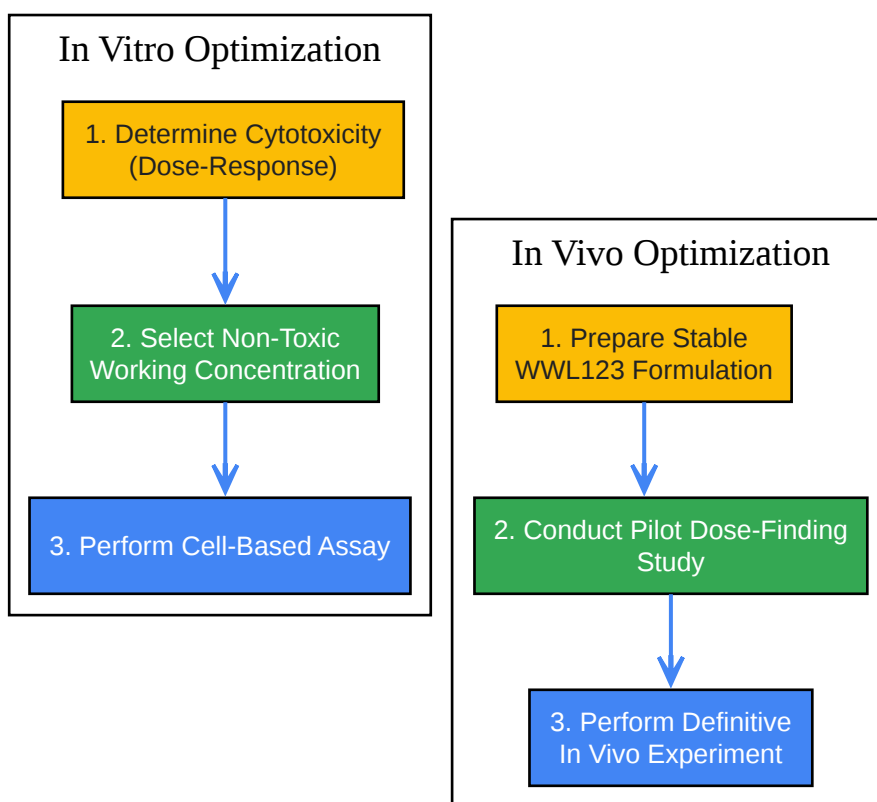 In Vitro Optimization
1. Determine Cytotoxicity
(Dose-Response)
2. Select Non-Toxic
Working Concentration
3. Perform Cell-Based Assay
In Vivo Optimization
1. Prepare Stable
WWL123 Formulation
2. Conduct Pilot Dose-Finding
Study
3. Perform Definitive
In Vivo Experiment